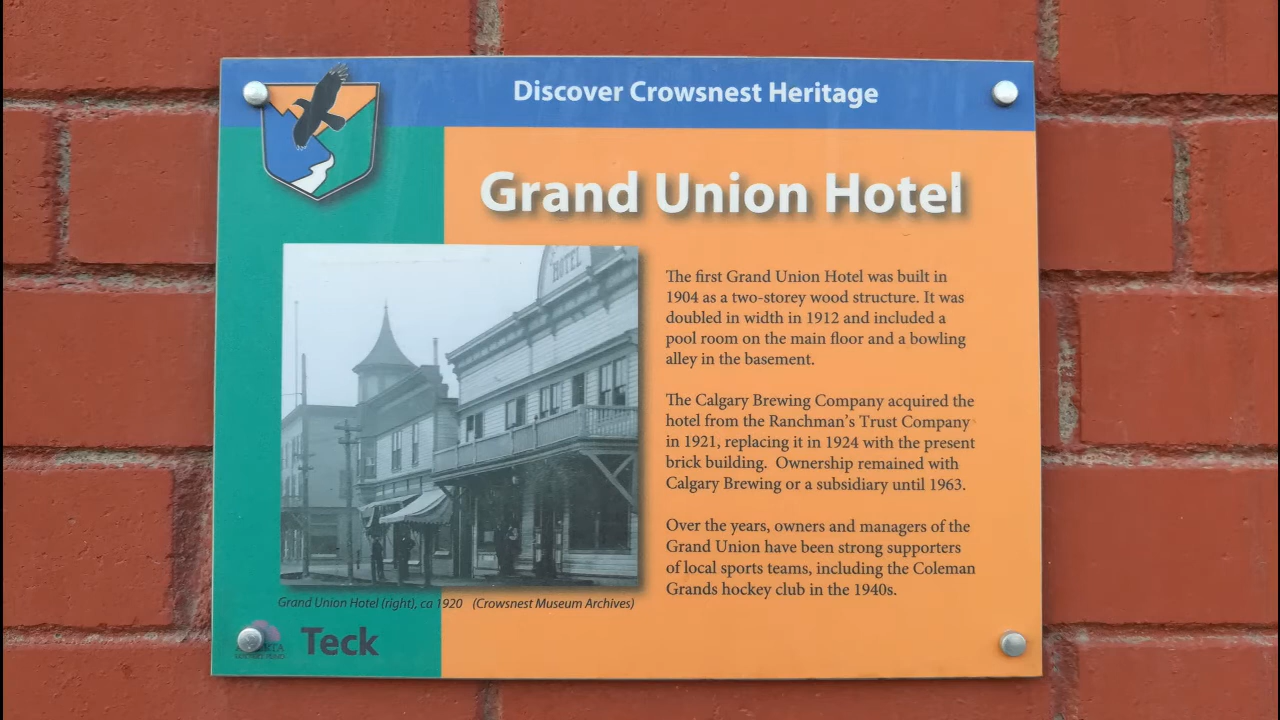 Discover Crowsnest Heritage
Grand Union Hotel
HOTEL
The first Grand Union Hotel was built in
1904 as a two-storey wood structure. It was
doubled in width in 1912 and included a
pool room on the main floor and a bowling
alley in the basement.
The Calgary Brewing Company acquired the
hotel from the Ranchman's Trust Company
in 1921, replacing it in 1924 with the present
brick building.  Ownership remained with
Calgary Brewing or a subsidiary until 1963.
Over the years, owners and managers of the
Grand Union have been strong supporters
of local sports teams, including the Coleman
Grands hockey club in the 1940s.
Grand Union Hotel (right), ca 1920   (Crowsnest Museum Archives)
Teck